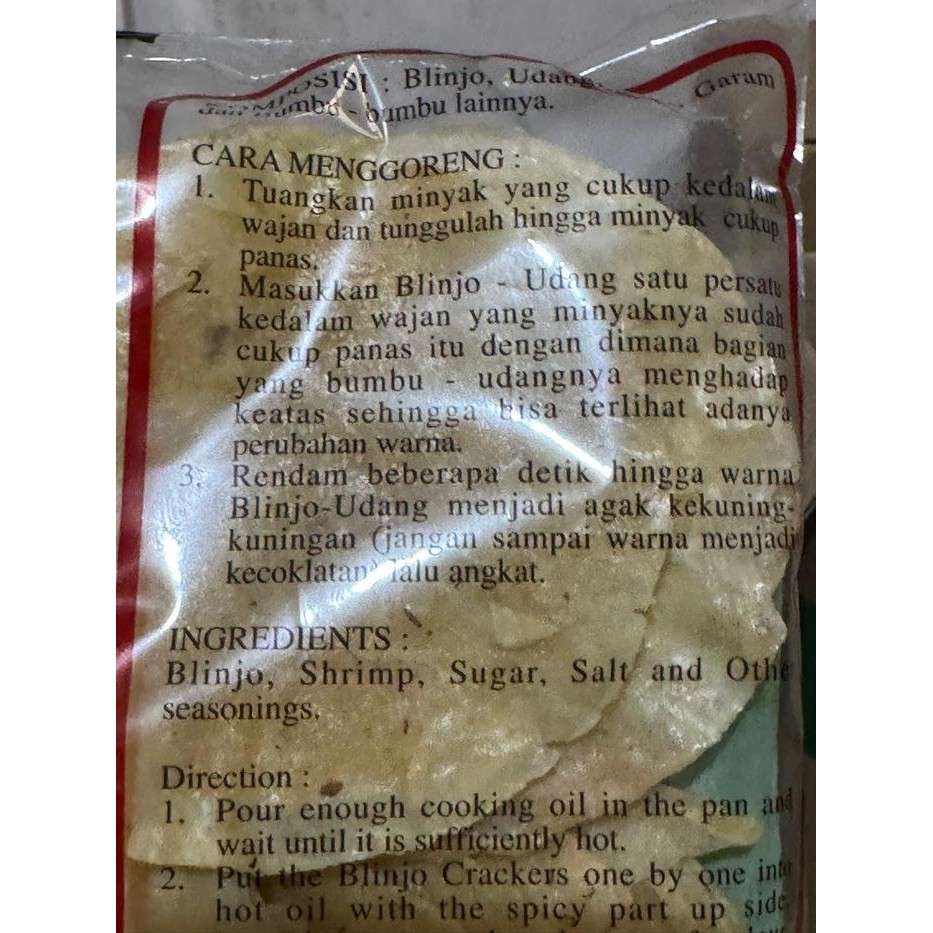 KOMPOSISI : Blinjo, Udang, Garam
dan bumbu - bumbu lainnya.
CARA MENGGORENG :
1. Tuangkan minyak yang cukup kedalam
wajan dan tunggulah hingga minyak cukup
panas.
2. Masukkan Blinjo - Udang satu persatu
kedalam wajan yang minyaknya sudah
cukup panas itu dengan dimana bagian
yang bumbu - udangnya menghadap
keatas sehingga bisa terlihat adanya
perubahan warna.
3. Rendam beberapa detik hingga warna
Blinjo-Udang menjadi agak kekuning-
kuningan (jangan sampai warna menjadi
kecoklatan) lalu angkat.
INGREDIENTS :
Blinjo, Shrimp, Sugar, Salt and Othe
seasonings.
Direction :
1. Pour enough cooking oil in the pan and
wait until it is sufficiently hot.
2. Put the Blinjo Crackers one by one into
hot oil with the spicy part up side